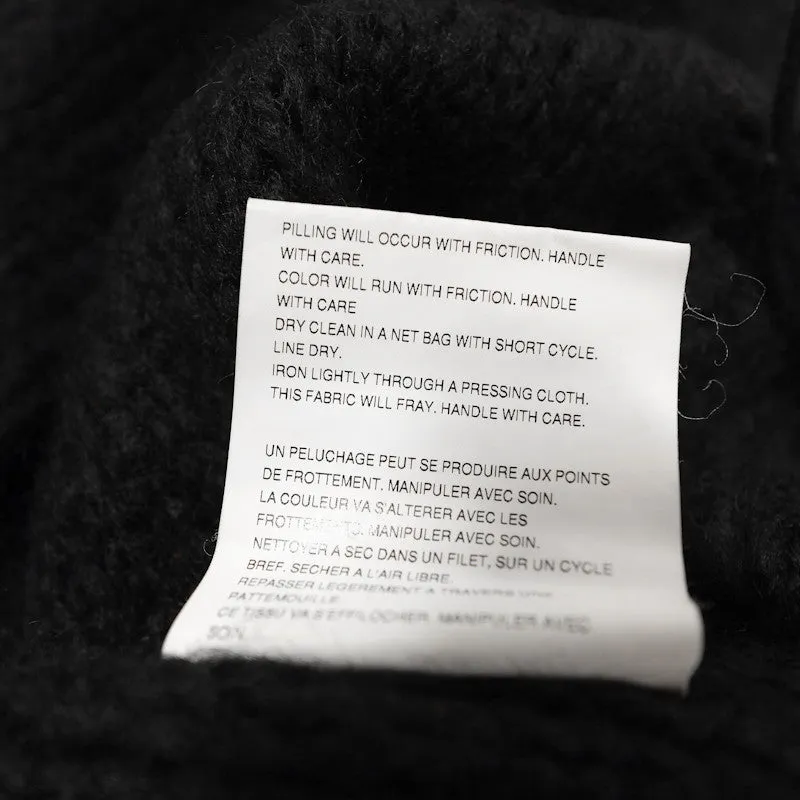 PILLING WILL OCCUR WITH FRICTION. HANDLE
WITH CARE.
COLOR WILL RUN WITH FRICTION. HANDLE
WITH CARE
DRY CLEAN IN A NET BAG WITH SHORT CYCLE.
LINE DRY.
IRON LIGHTLY THROUGH A PRESSING CLOTH.
THIS FABRIC WILL FRAY. HANDLE WITH CARE.
UN PELUCHAGE PEUT SE PRODUIRE AUX POINTS
DE FROTTEMENT. MANIPULER AVEC SOIN.
LA COULEUR VA S'ALTERER AVEC LES
FROTTEMENTS. MANIPULER AVEC SOIN.
NETTOYER A SEC DANS UN FILET, SUR UN CYCLE
BREF. SECHER A L'AIR LIBRE.
REPASSER LEGEREMENT A TRAVERS UNE
PATTEMOUILLE
CE TISSU VA S'EFFILOCHER. MANIPULER AVEC
SOIN.